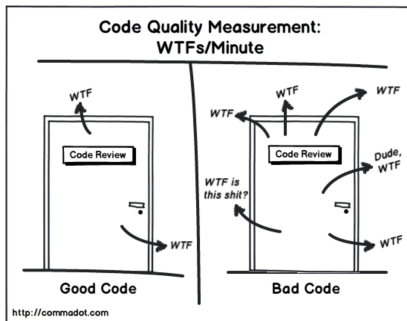 Code Quality Measurement:
WTFs/Minute
WTF
Code Review
WTF
Good Code
WTF
WTF
WTF
Code Review
Dude,
WTF
WTF is
this shit?
WTF
Bad Code
http://commadot.com